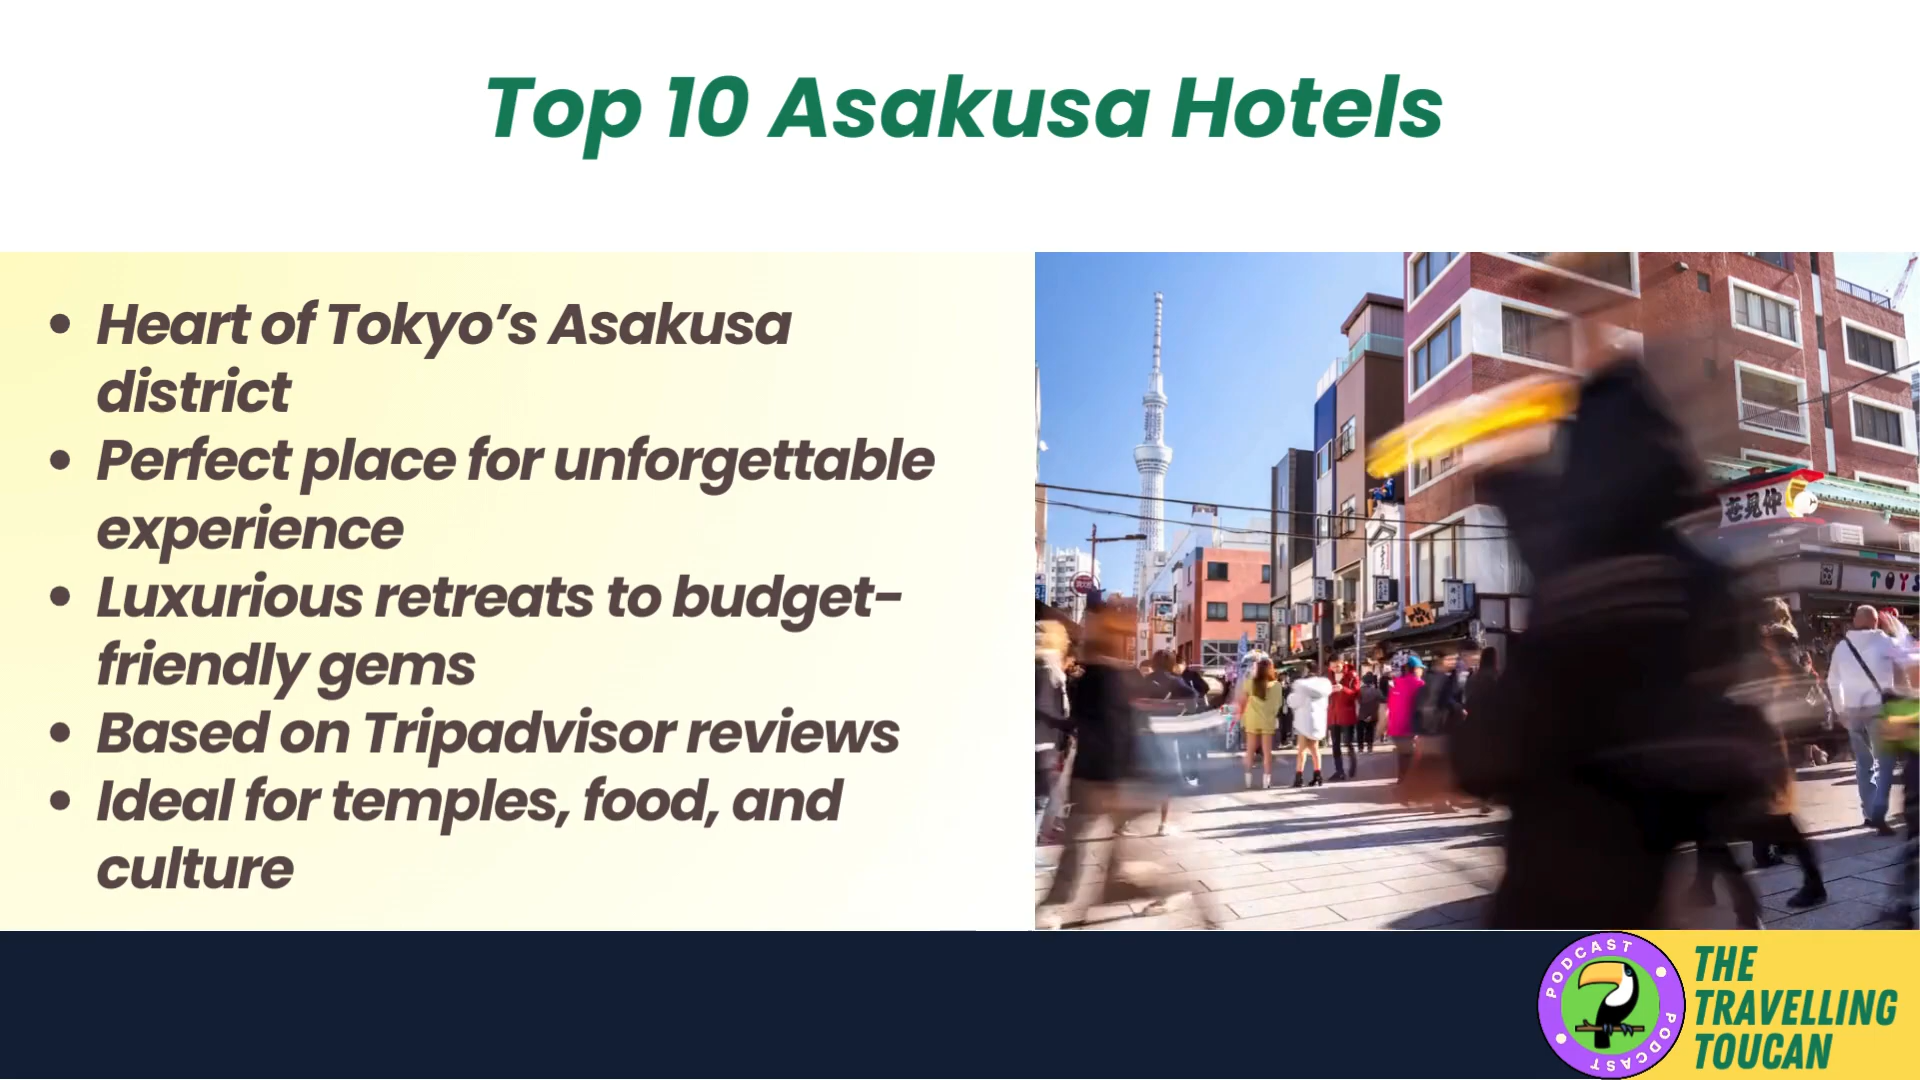 Top 10 Asakusa Hotels
• Heart of Tokyo’s Asakusa
district
• Perfect place for unforgettable
experience
• Luxurious retreats to budget-
friendly gems
• Based on Tripadvisor reviews
• Ideal for temples, food, and
culture
TOYS
PODCAST
PODCAST
THE
TRAVELLING
TOUCAN